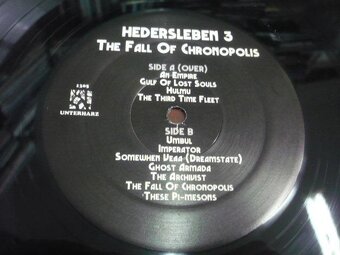 HEDERSLEBEN 3
THE FALL OF CHRONOPOLIS
SIDE A (OVER)
AN EMPIRE
GULF OF LOST SOULS
HULMU
THE THIRD TIME FLEET
UNTERHARZ
SIDE B
UMBUL
IMPERATOR
SOMEWHEN VEAA (DREAMSTATE)
GHOST ARMADA
THE ARCHIVIST
THE FALL OF CHRONOPOLIS
THESE PI-MESONS